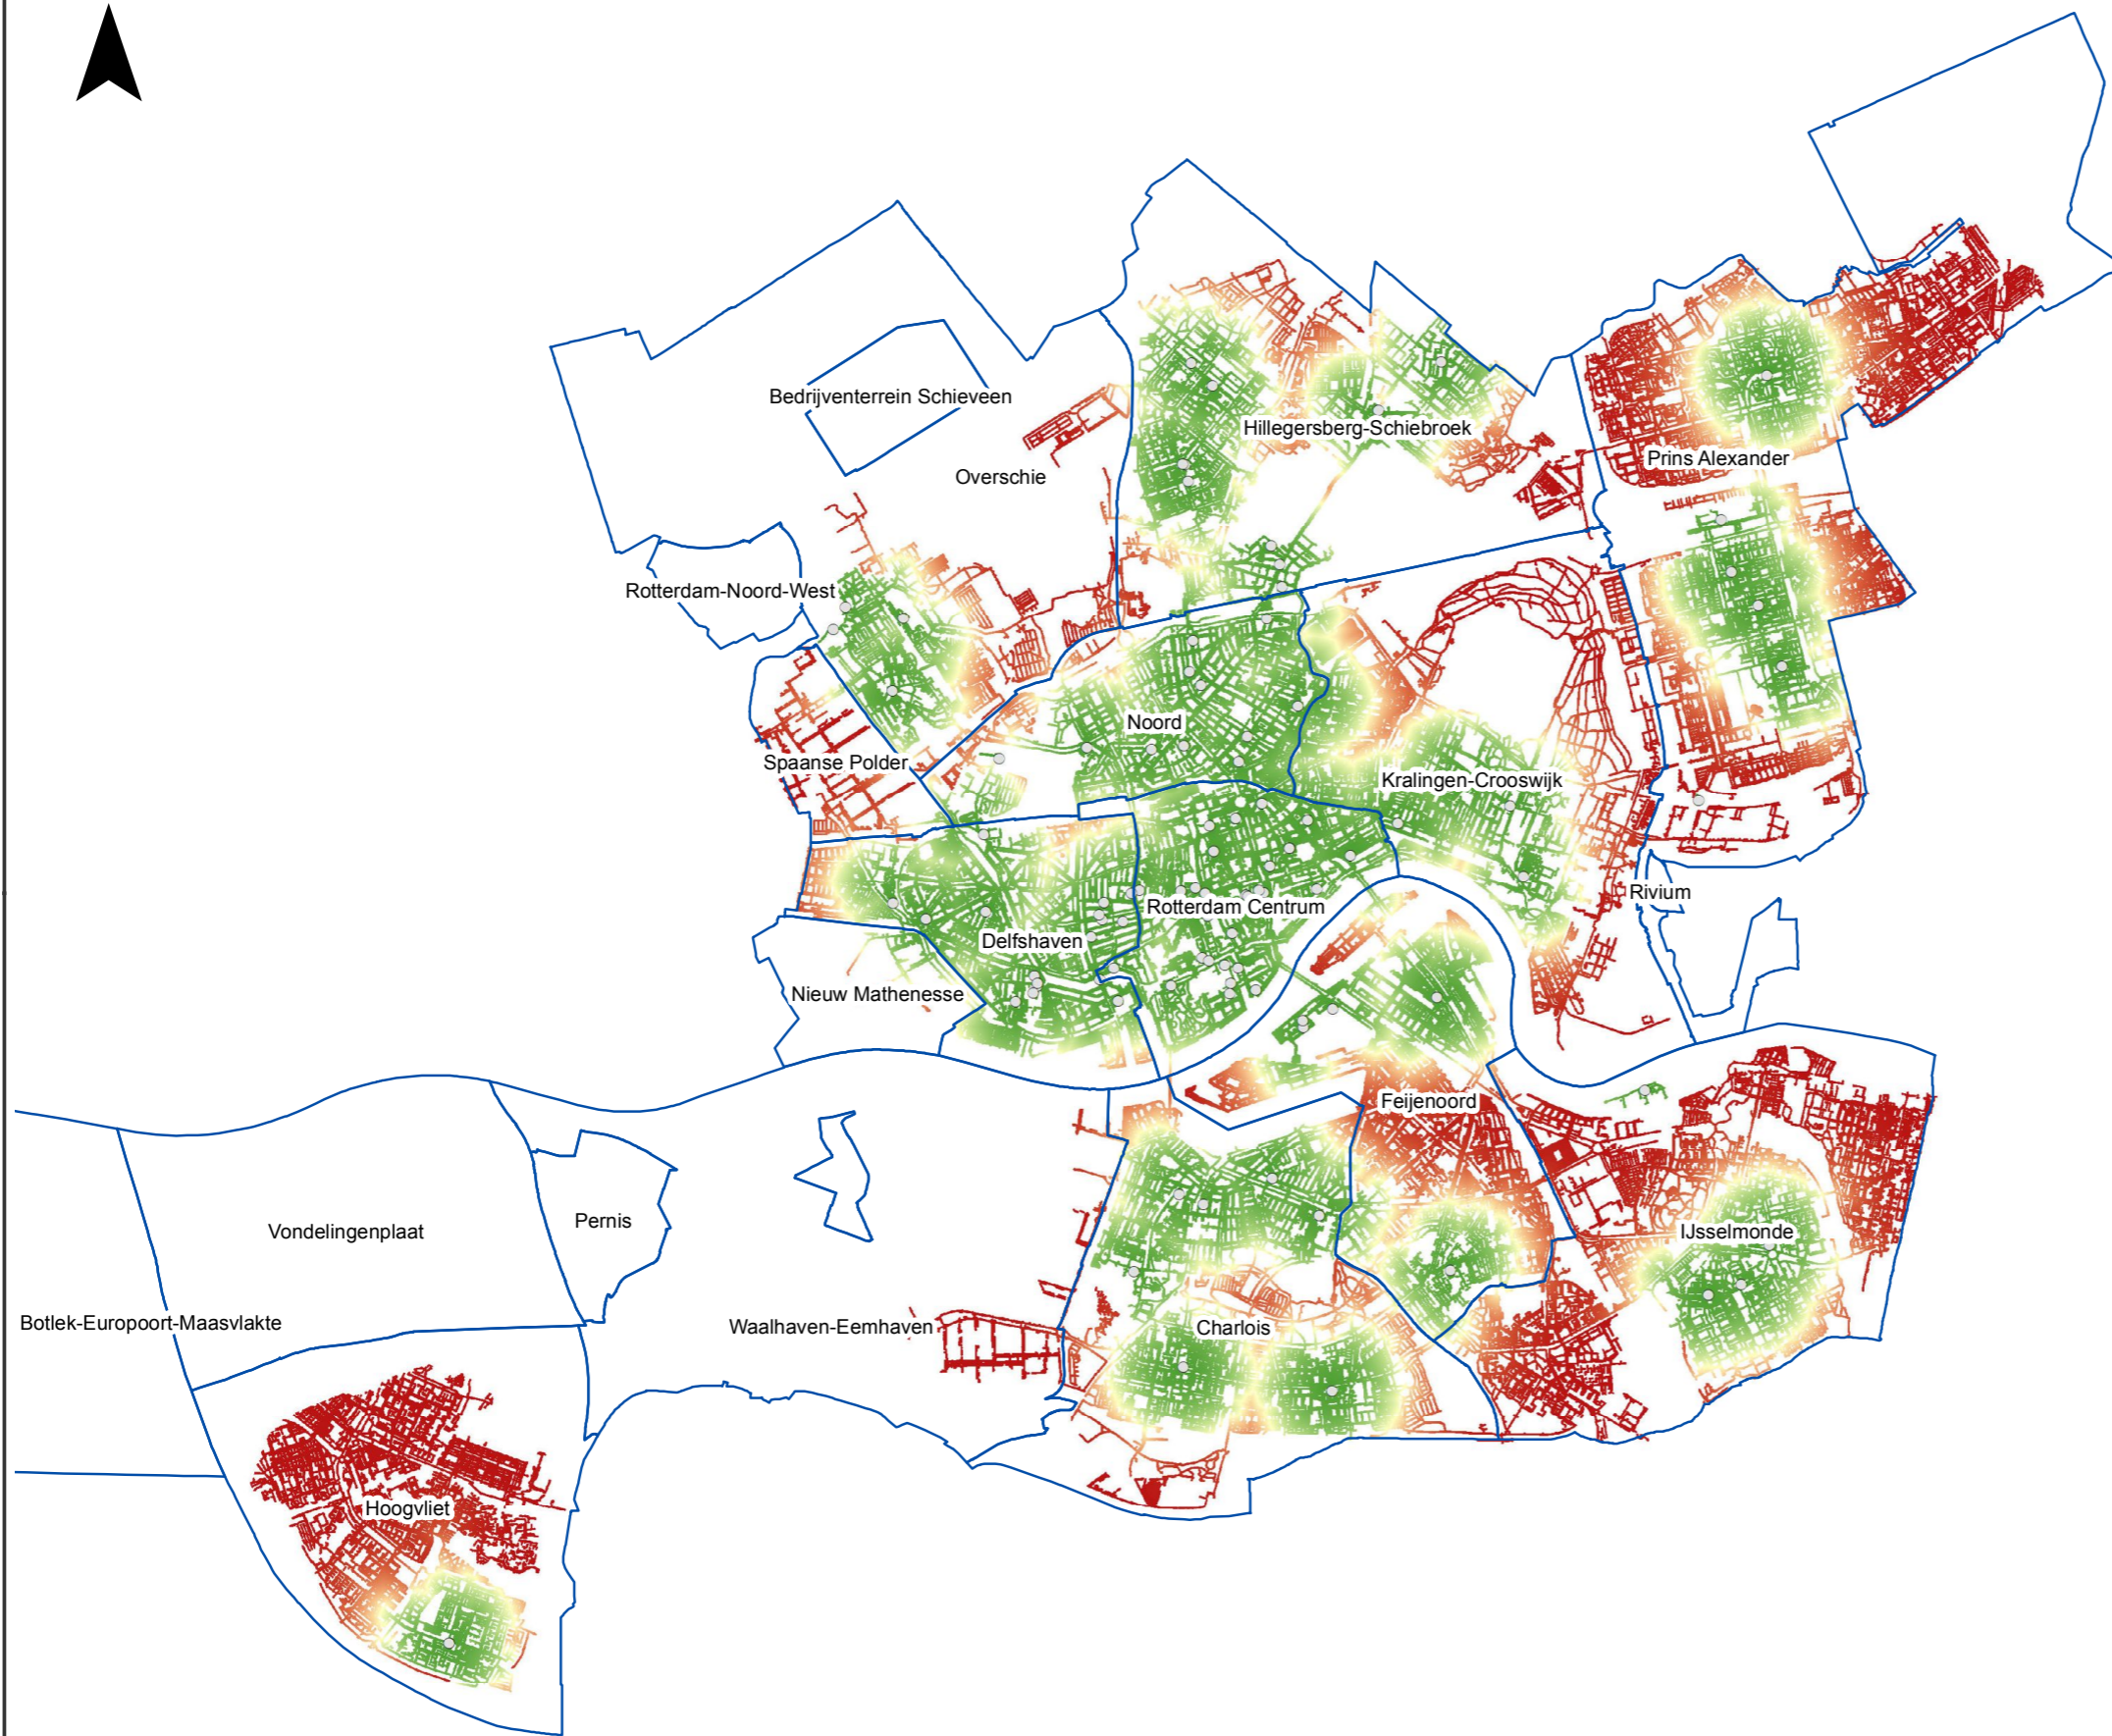 Bedrijventerrein Schieveen
Hillegersberg-Schiebroek
Prins Alexander
Overschie
Rotterdam-Noord-West
Noord
Spaanse Polder
Kralingen-Crooswijk
Rivium
Rotterdam Centrum
Delfshaven
Nieuw Mathenesse
Feijenoord
Pernis
Vondelingenplaat
IJsselmonde
Botlek-Europoort-Maasvlakte
Waalhaven-Eemhaven
Charlois
Hoogvliet